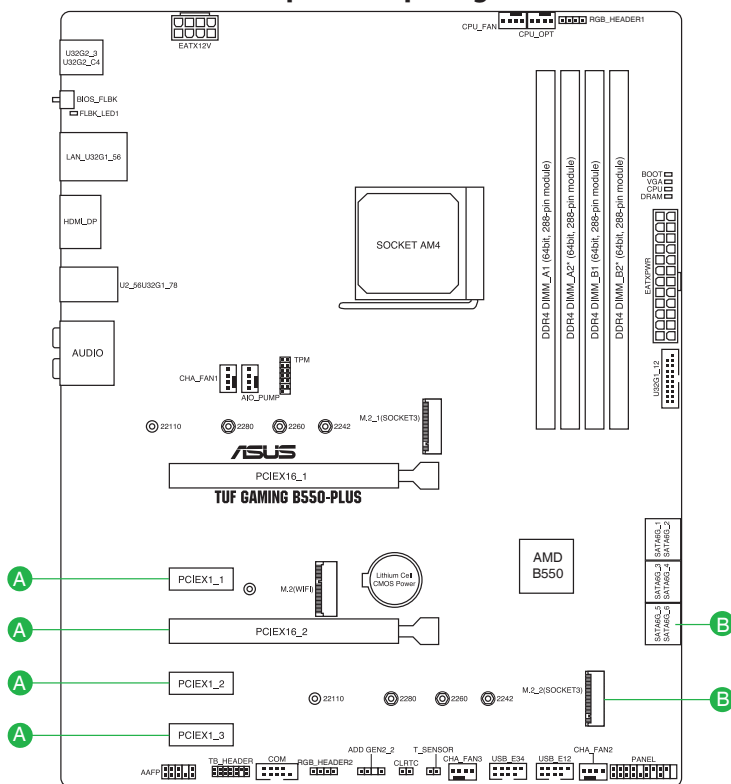 EATX12V
CPU_FAN
CPU_OPT
RGB_HEADER1
U32G2_3
U32G2_C4
BIOS_FLBK
FLBK_LED1
LAN_U32G1_56
HDMI_DP
U2_56U32G1_78
AUDIO
SOCKET AM4
DDR4 DIMM_A1 (64bit, 288-pin module)
DDR4 DIMM_A2* (64bit, 288-pin module)
DDR4 DIMM_B1 (64bit, 288-pin module)
DDR4 DIMM_B2* (64bit, 288-pin module)
BOOT
VGA
CPU
DRAM
EATXPWR
U32G1_12
CHA_FAN1
AIO_PUMP
TPM
M.2_1(SOCKET3)
22110
2280
2260
2242
ASUS
PCIEX16_1
TUF GAMING B550-PLUS
A
PCIEX1_1
M.2(WIFI)
Lithium Cell
CMOS Power
AMD
B550
SATA6G_1
SATA6G_2
SATA6G_3
SATA6G_4
SATA6G_5
SATA6G_6
B
A
PCIEX16_2
A
PCIEX1_2
22110
2280
2260
2242
M.2_2(SOCKET3)
B
A
PCIEX1_3
AAFP
TB_HEADER
COM
RGB_HEADER2
ADD GEN2_2
CLRTC
T_SENSOR
CHA_FAN3
USB_E34
USB_E12
CHA_FAN2
PANEL